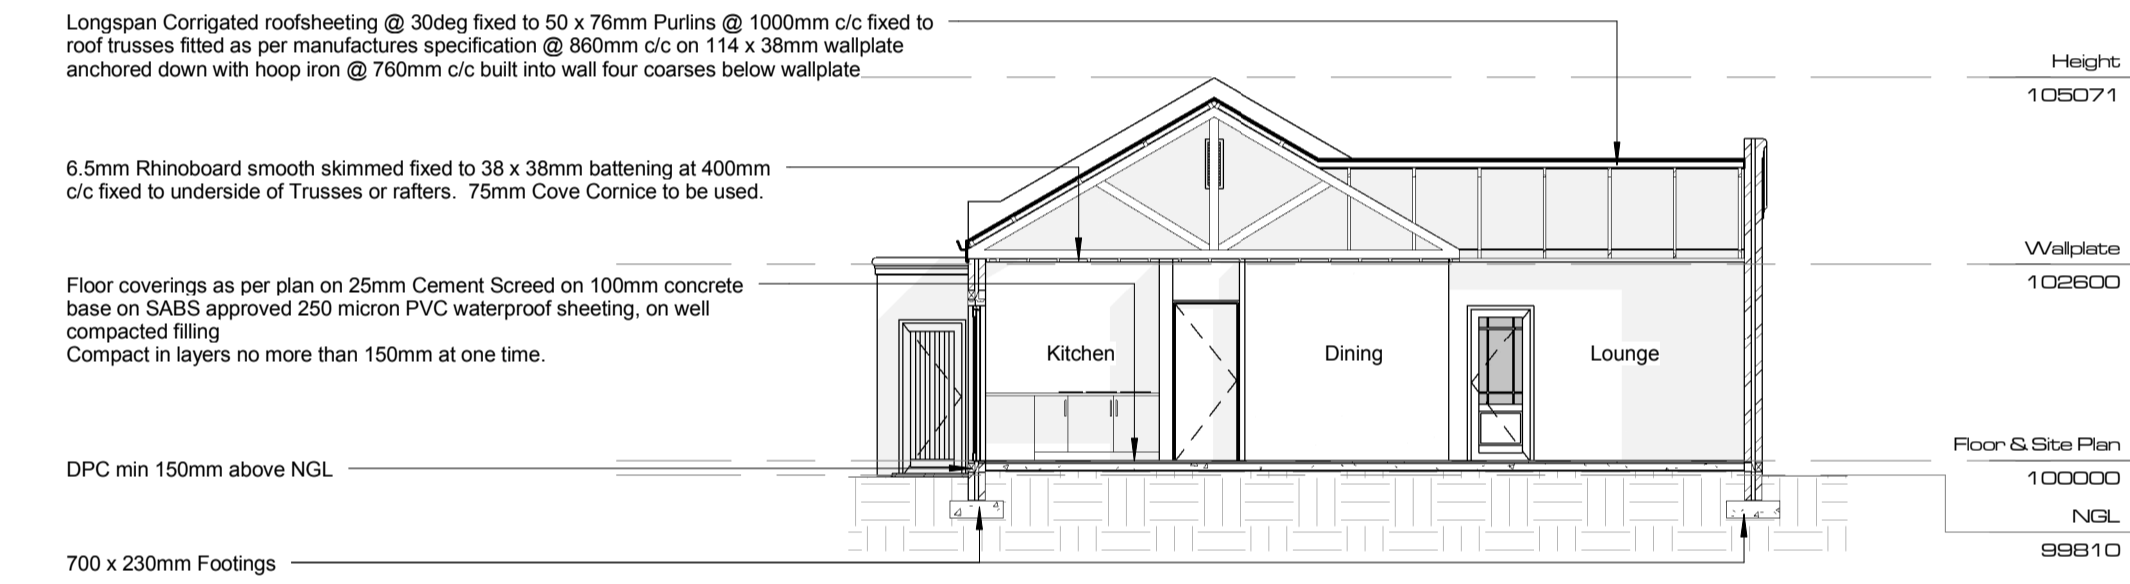 Longspan Corrigated roofsheeting @ 30deg fixed to 50 x 76mm Purlins @ 1000mm c/c fixed to
roof trusses fitted as per manufactures specification @ 860mm c/c on 114 x 38mm wallplate
anchored down with hoop iron @ 760mm c/c built into wall four coarses below wallplate
Height
105071
6.5mm Rhinoboard smooth skimmed fixed to 38 x 38mm battening at 400mm
c/c fixed to underside of Trusses or rafters. 75mm Cove Cornice to be used.
Wallplate
102600
Floor coverings as per plan on 25mm Cement Screed on 100mm concrete
base on SABS approved 250 micron PVC waterproof sheeting, on well
compacted filling
Compact in layers no more than 150mm at one time.
Kitchen
Dining
Lounge
Floor & Site Plan
100000
DPC min 150mm above NGL
NGL
99810
700 x 230mm Footings